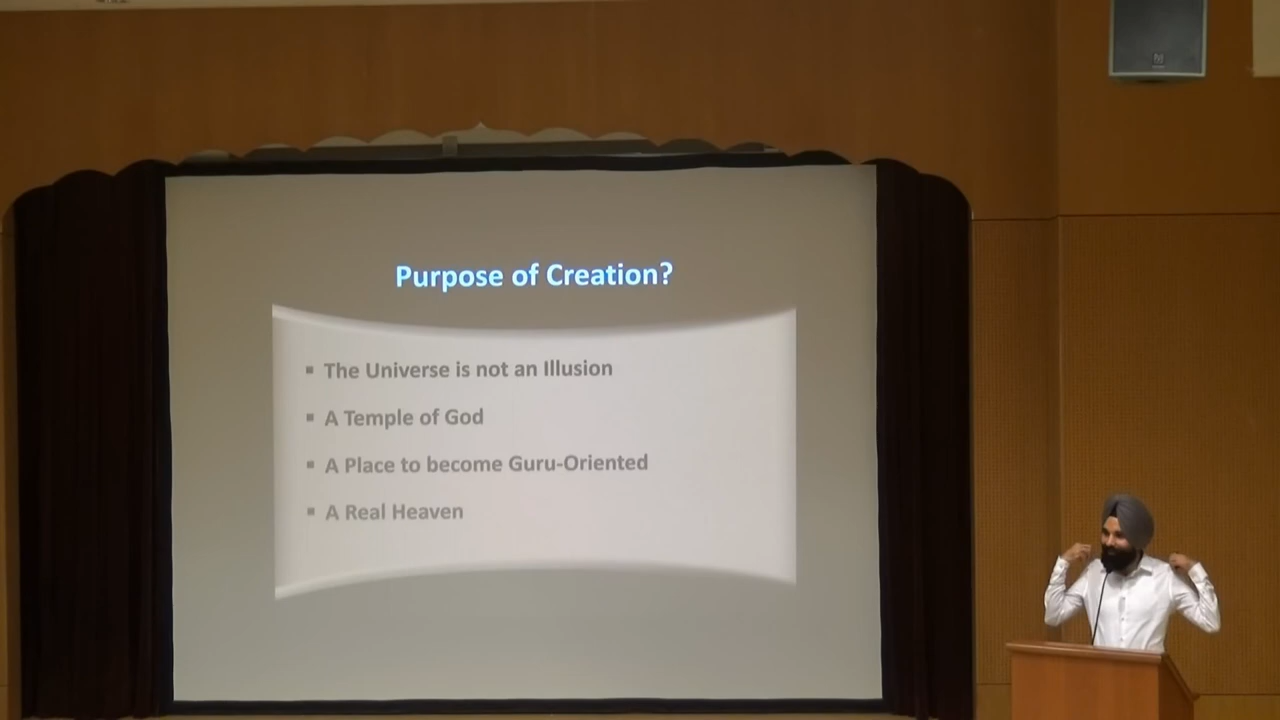 Purpose of Creation?
▪ The Universe is not an Illusion
▪ A Temple of God
▪ A Place to become Guru-Oriented
▪ A Real Heaven